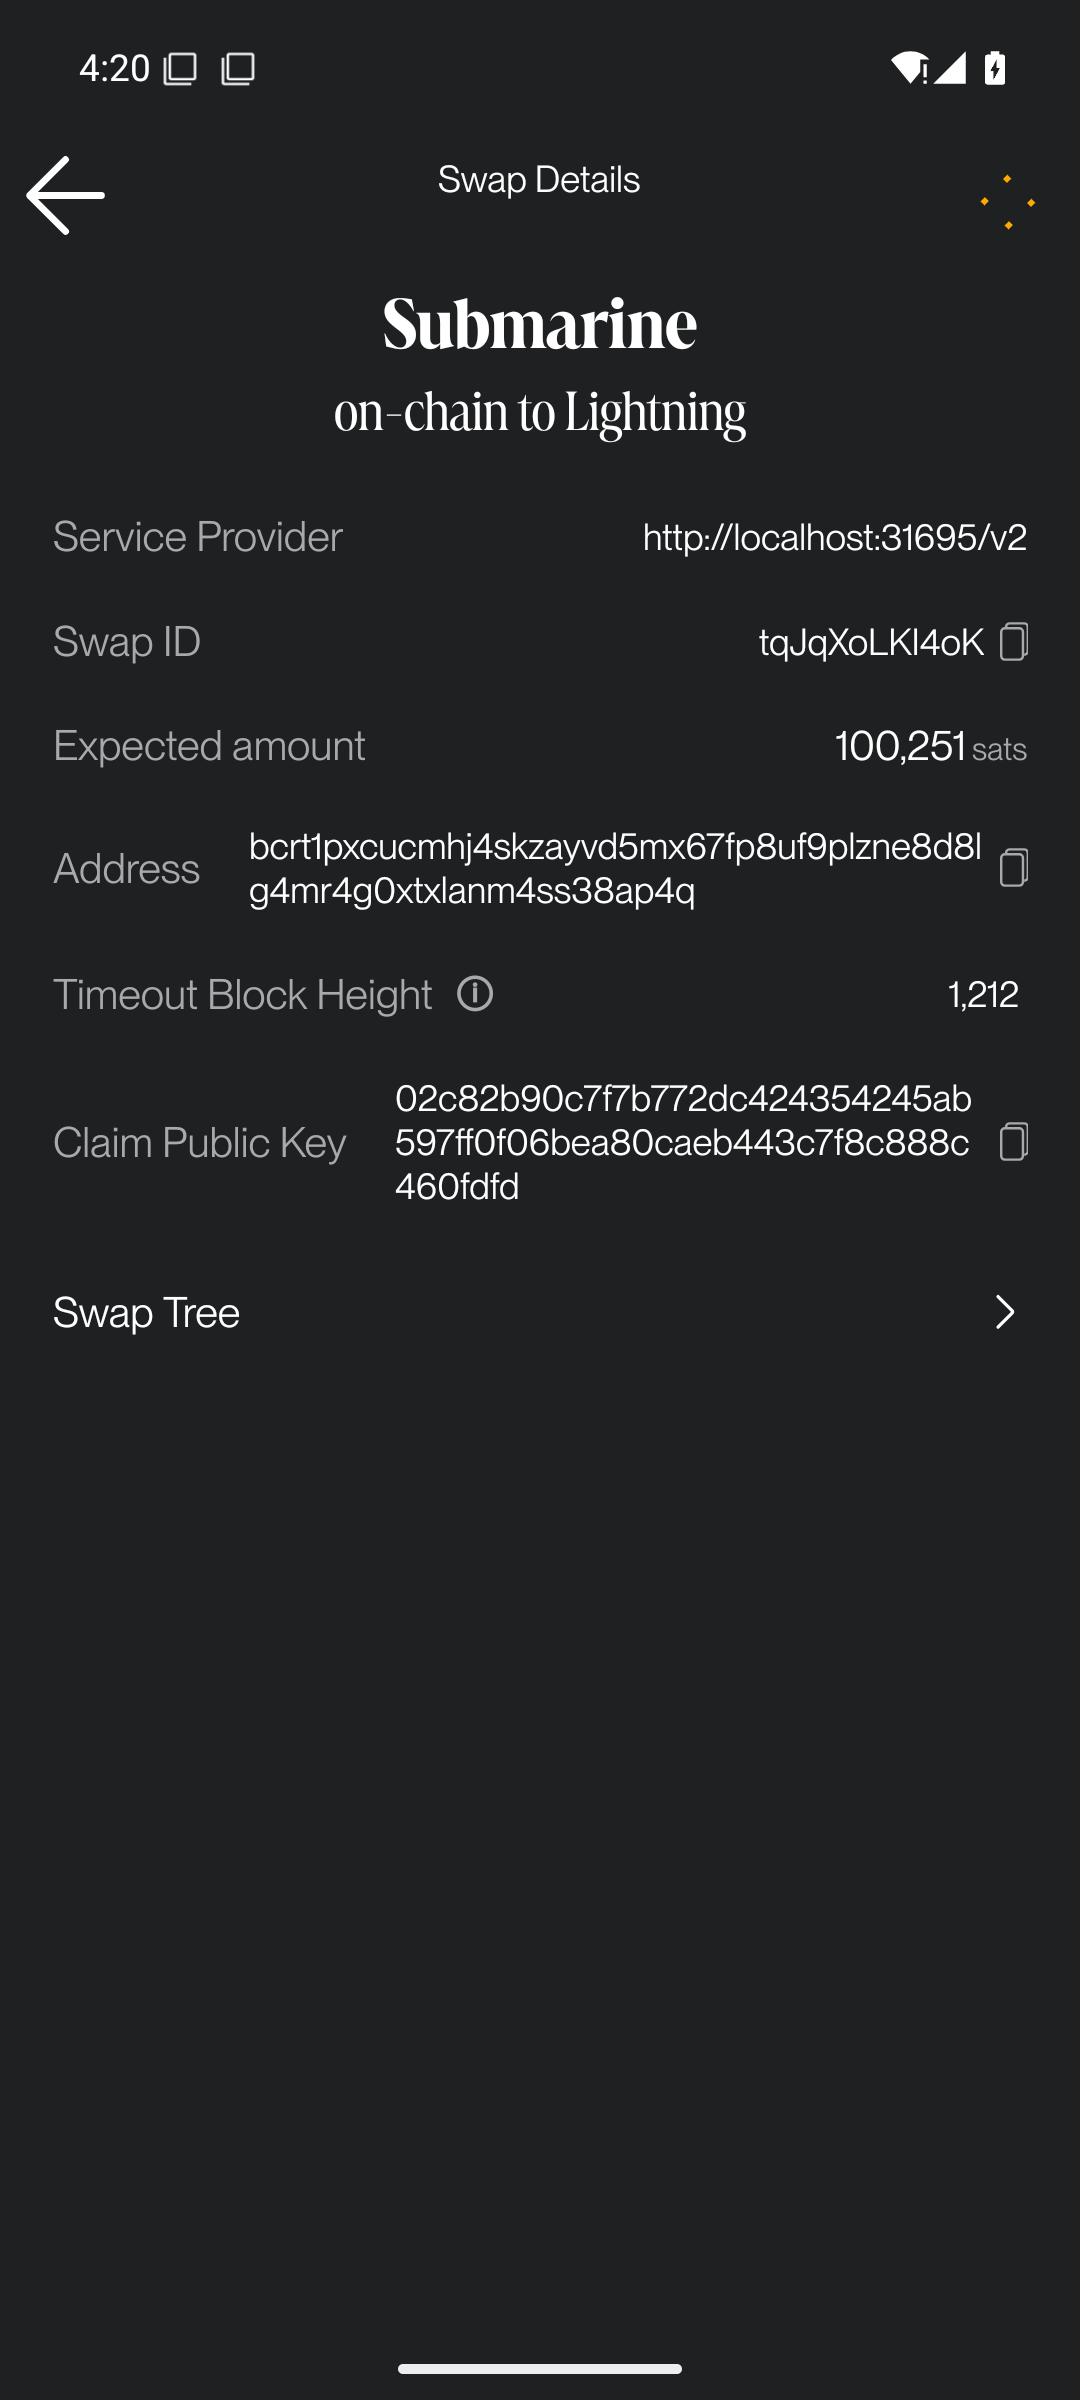 4:20
Swap Details
Submarine
on-chain to Lightning
Service Provider http://localhost:31695/v2
Swap ID tqJqXoLKl4oK
Expected amount 100,251 sats
Address bcrt1pxcucmhj4skzayvd5mx67fp8uf9plzne8d8l
g4mr4g0xtxlanm4ss38ap4q
Timeout Block Height 1,212
Claim Public Key 02c82b90c7f7b772dc424354245ab
597ff0f06bea80caeb443c7f8c888c
460fdfd
Swap Tree